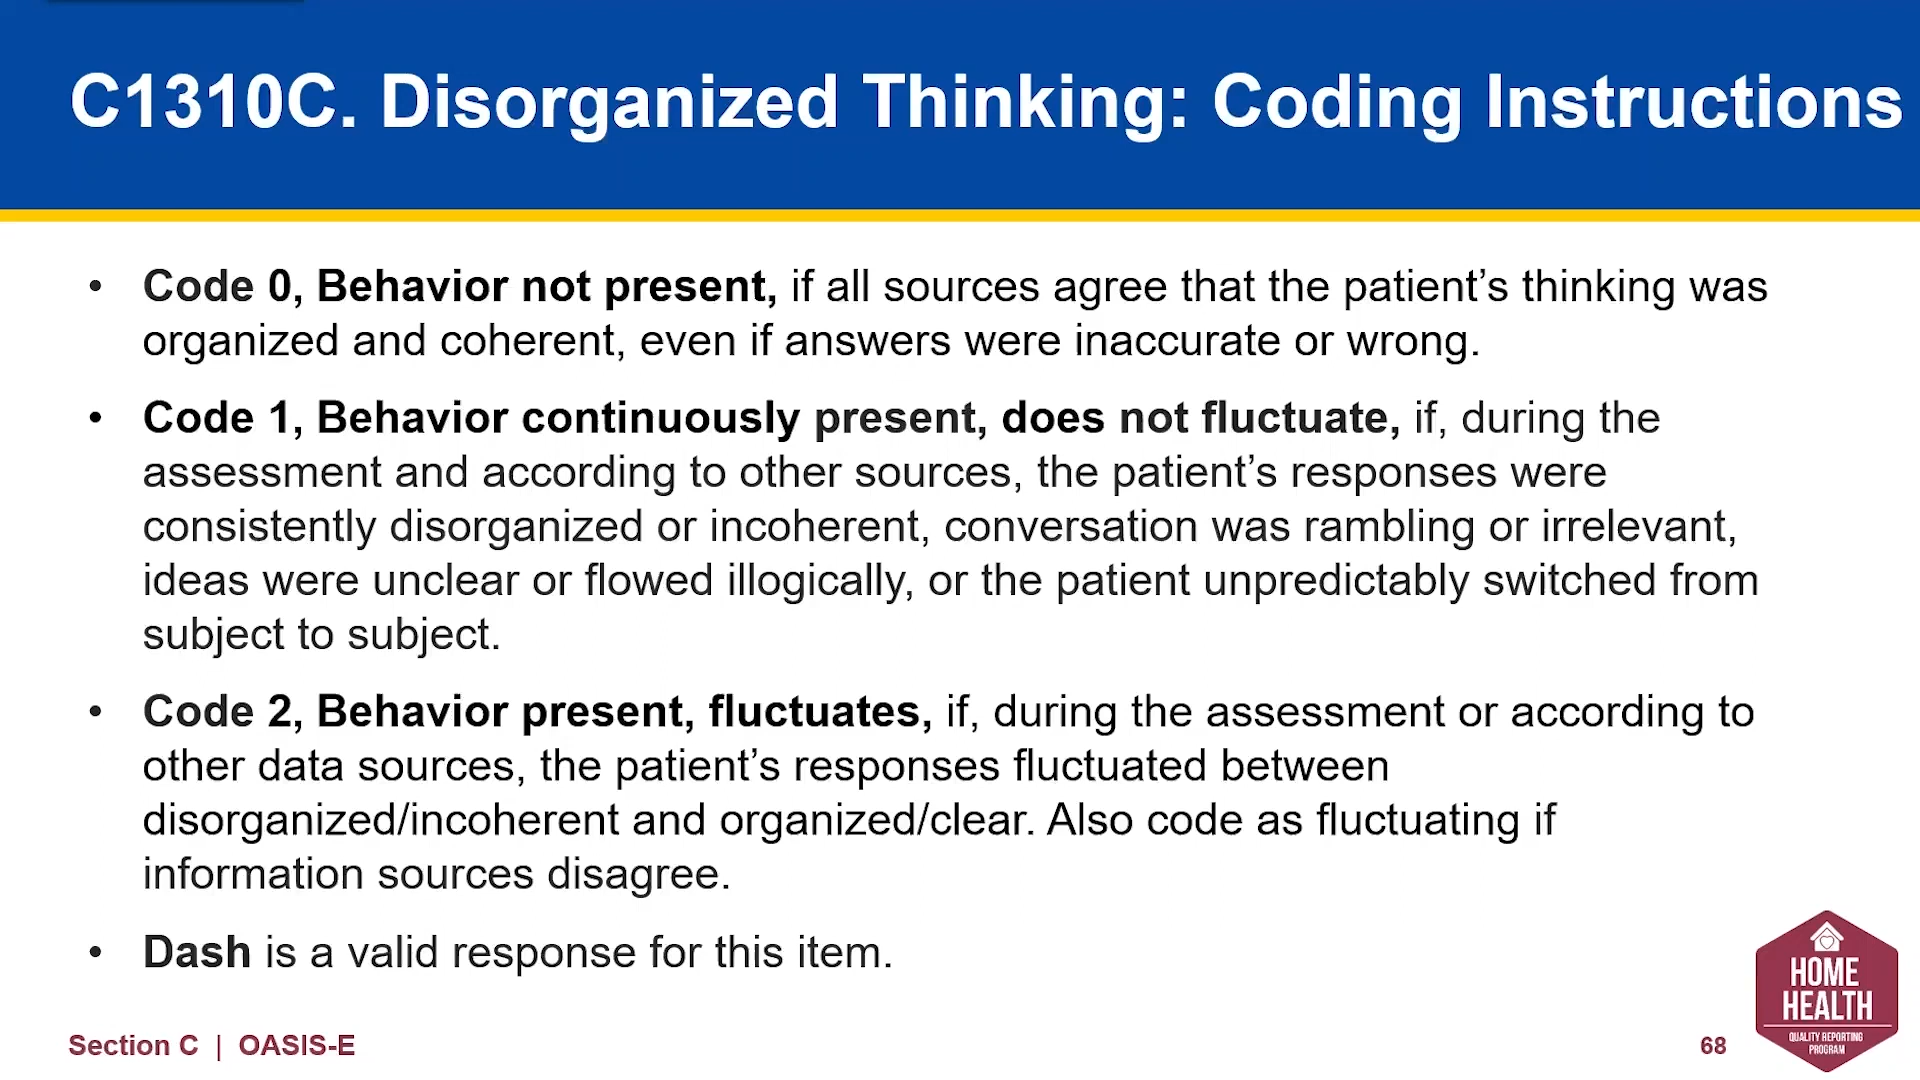 C1310C. Disorganized Thinking: Coding Instructions
• Code 0, Behavior not present, if all sources agree that the patient’s thinking was
organized and coherent, even if answers were inaccurate or wrong.
• Code 1, Behavior continuously present, does not fluctuate, if, during the
assessment and according to other sources, the patient’s responses were
consistently disorganized or incoherent, conversation was rambling or irrelevant,
ideas were unclear or flowed illogically, or the patient unpredictably switched from
subject to subject.
• Code 2, Behavior present, fluctuates, if, during the assessment or according to
other data sources, the patient’s responses fluctuated between
disorganized/incoherent and organized/clear. Also code as fluctuating if
information sources disagree.
• Dash is a valid response for this item.
Section C | OASIS-E
68
HOME
HEALTH
QUALITY REPORTING
PROGRAM